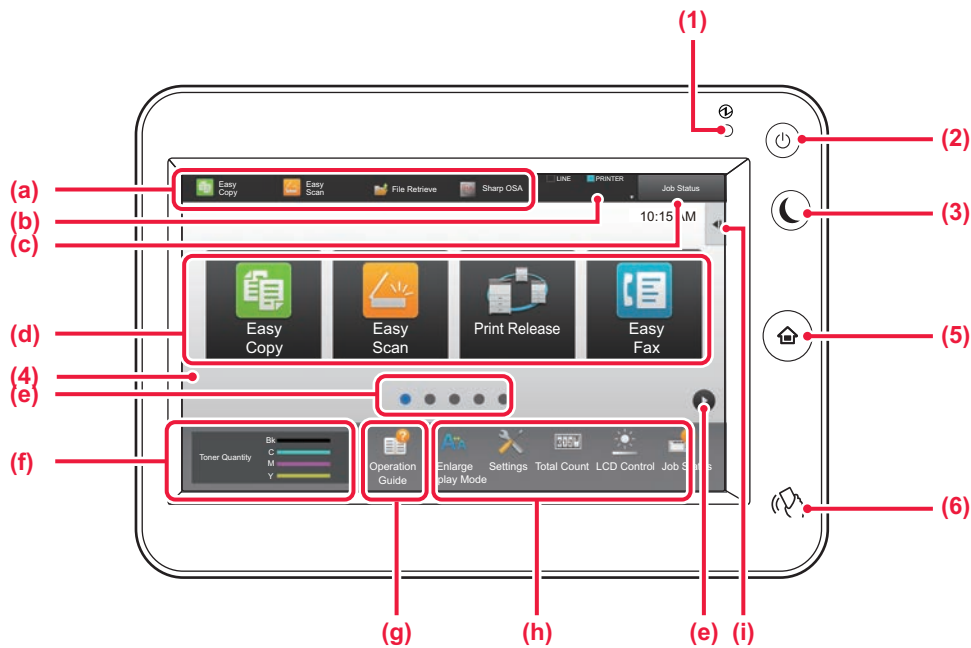 (1)
(2)
(a)
Easy
Copy
Easy
Scan
File Retrieve
Sharp OSA
LINE
PRINTER
Job Status
(b)
(3)
(c)
10:15 AM
(d)
Easy
Copy
Easy
Scan
Print Release
Easy
Fax
(5)
(4)
(e)
(f)
Toner Quantity
Bk
C
M
Y
Operation
Guide
Enlarge
play Mode
Settings
Total Count
LCD Control
Job Status
(6)
(g)
(h)
(e)
(i)